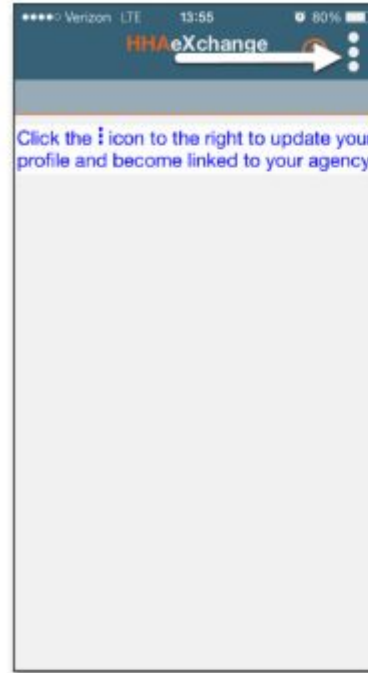 Verizon LTE 13:55 80%
HHAeXchange
Click the ⋮ icon to the right to update your
profile and become linked to your agency